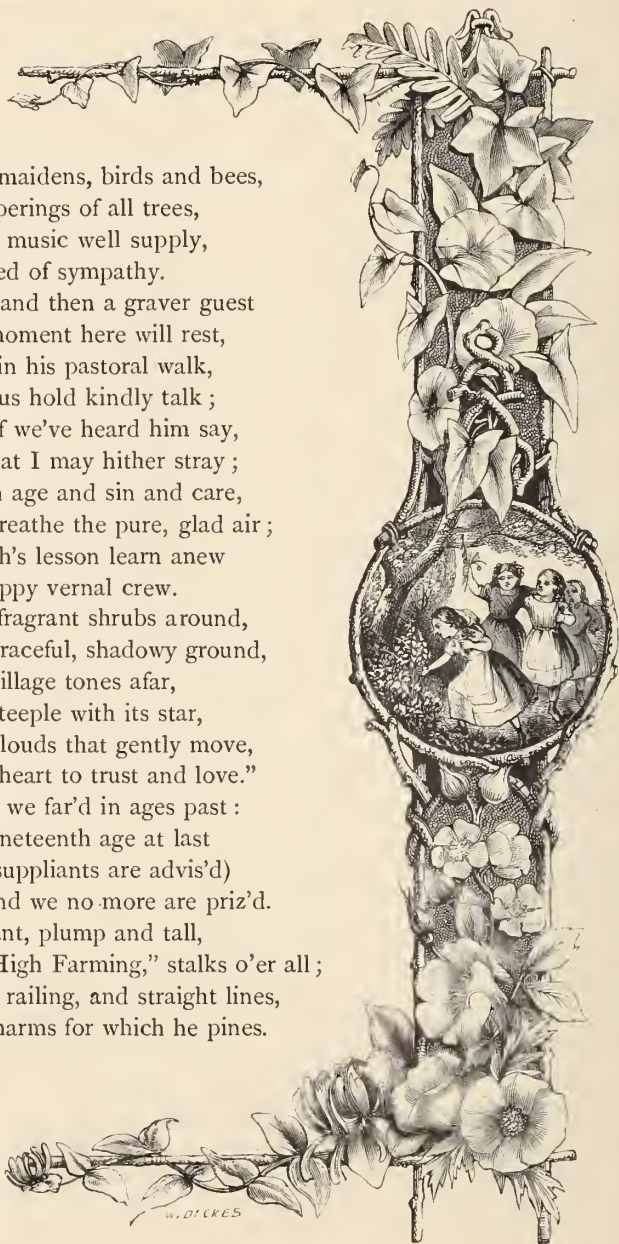 maidens, birds and bees,
perings of all trees,
music well supply,
ed of sympathy.
and then a graver guest
moment here will rest,
in his pastoral walk,
us hold kindly talk ;
f we've heard him say,
at I may hither stray ;
age and sin and care,
reathe the pure, glad air ;
h's lesson learn anew
ppy vernal crew.
fragrant shrubs around,
raceful, shadowy ground,
illage tones afar,
steeple with its star,
louds that gently move,
heart to trust and love."
we far'd in ages past :
neteenth age at last
suppliants are advis'd)
nd we no more are priz'd.
nt, plump and tall,
High Farming," stalks o'er all ;
railing, and straight lines,
harms for which he pines.
W. DICKES